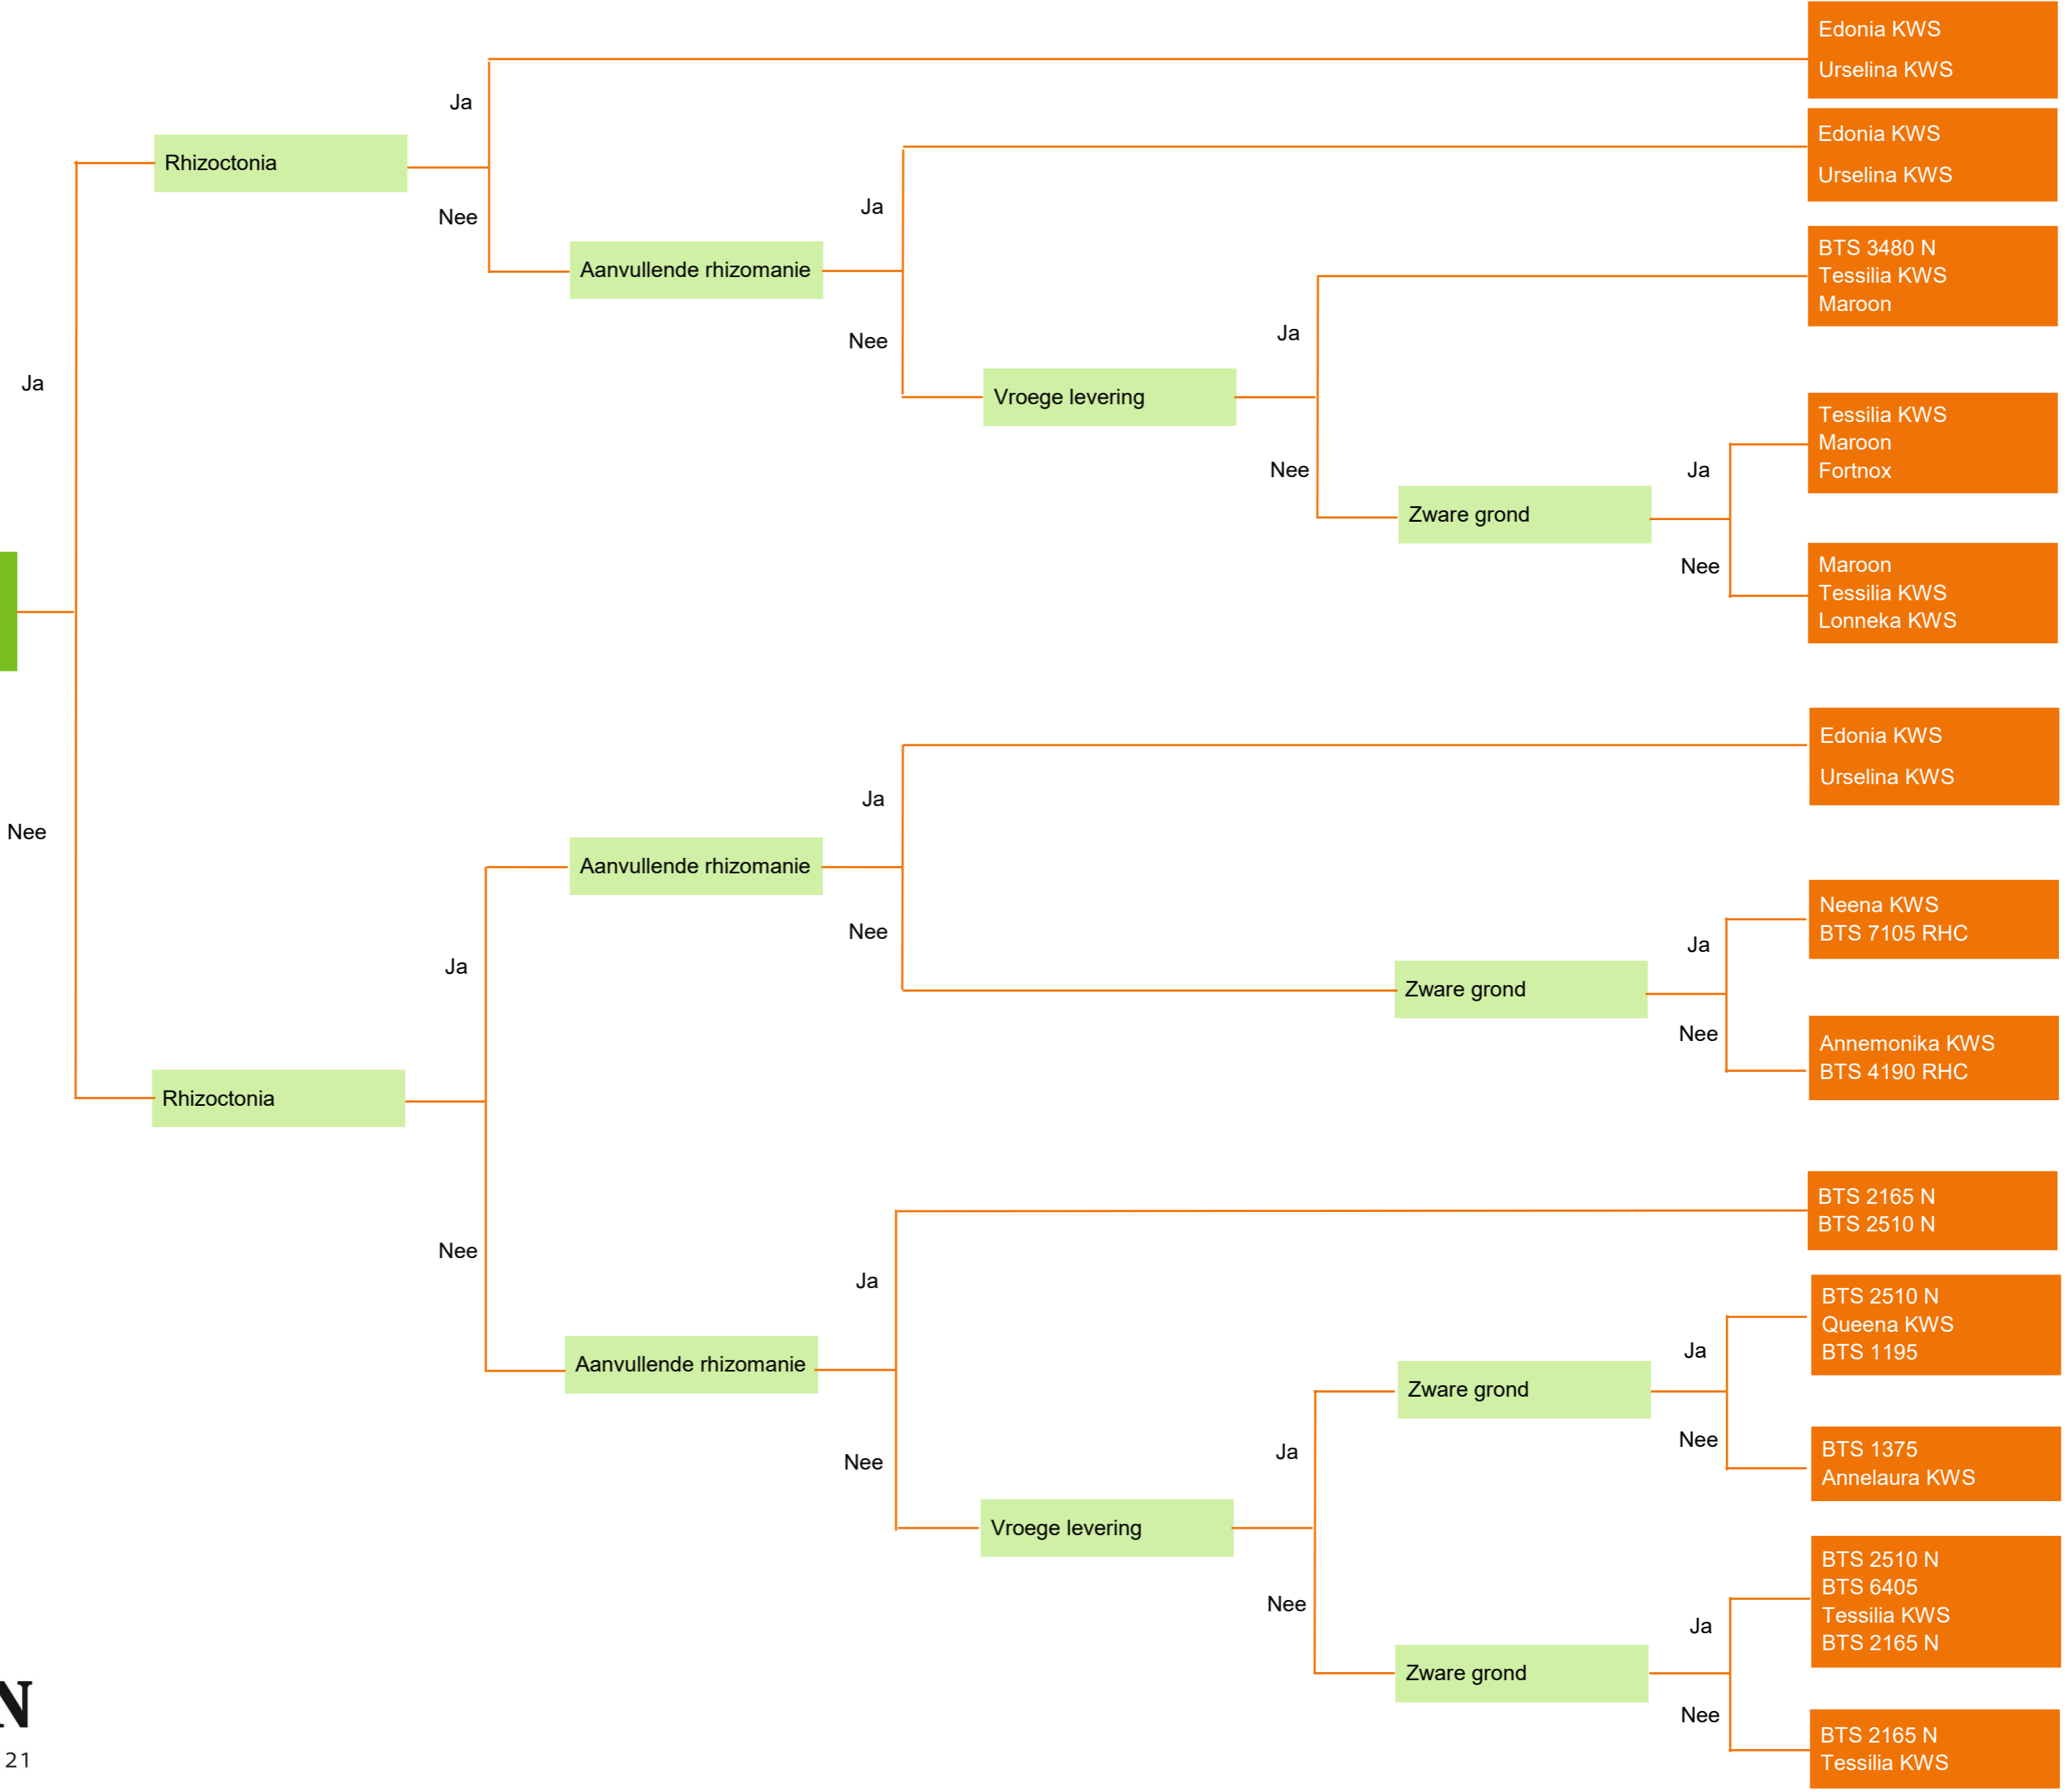 Edonia KWS
Urselina KWS
Ja
Edonia KWS
Urselina KWS
Rhizoctonia
Ja
Nee
BTS 3480 N
Tessilia KWS
Maroon
Aanvullende rhizomanie
Ja
Nee
Ja
Vroege levering
Tessilia KWS
Maroon
Fortnox
Nee
Ja
Zware grond
Nee
Maroon
Tessilia KWS
Lonneka KWS
Edonia KWS
Urselina KWS
Ja
Nee
Aanvullende rhizomanie
Neena KWS
BTS 7105 RHC
Nee
Ja
Ja
Zware grond
Nee
Annemonika KWS
BTS 4190 RHC
Rhizoctonia
BTS 2165 N
BTS 2510 N
Nee
Ja
BTS 2510 N
Queena KWS
BTS 1195
Aanvullende rhizomanie
Ja
Zware grond
Nee
BTS 1375
Annelaura KWS
Nee
Ja
Vroege levering
BTS 2510 N
BTS 6405
Tessilia KWS
BTS 2165 N
Nee
Ja
Zware grond
Nee
BTS 2165 N
Tessilia KWS
N
21